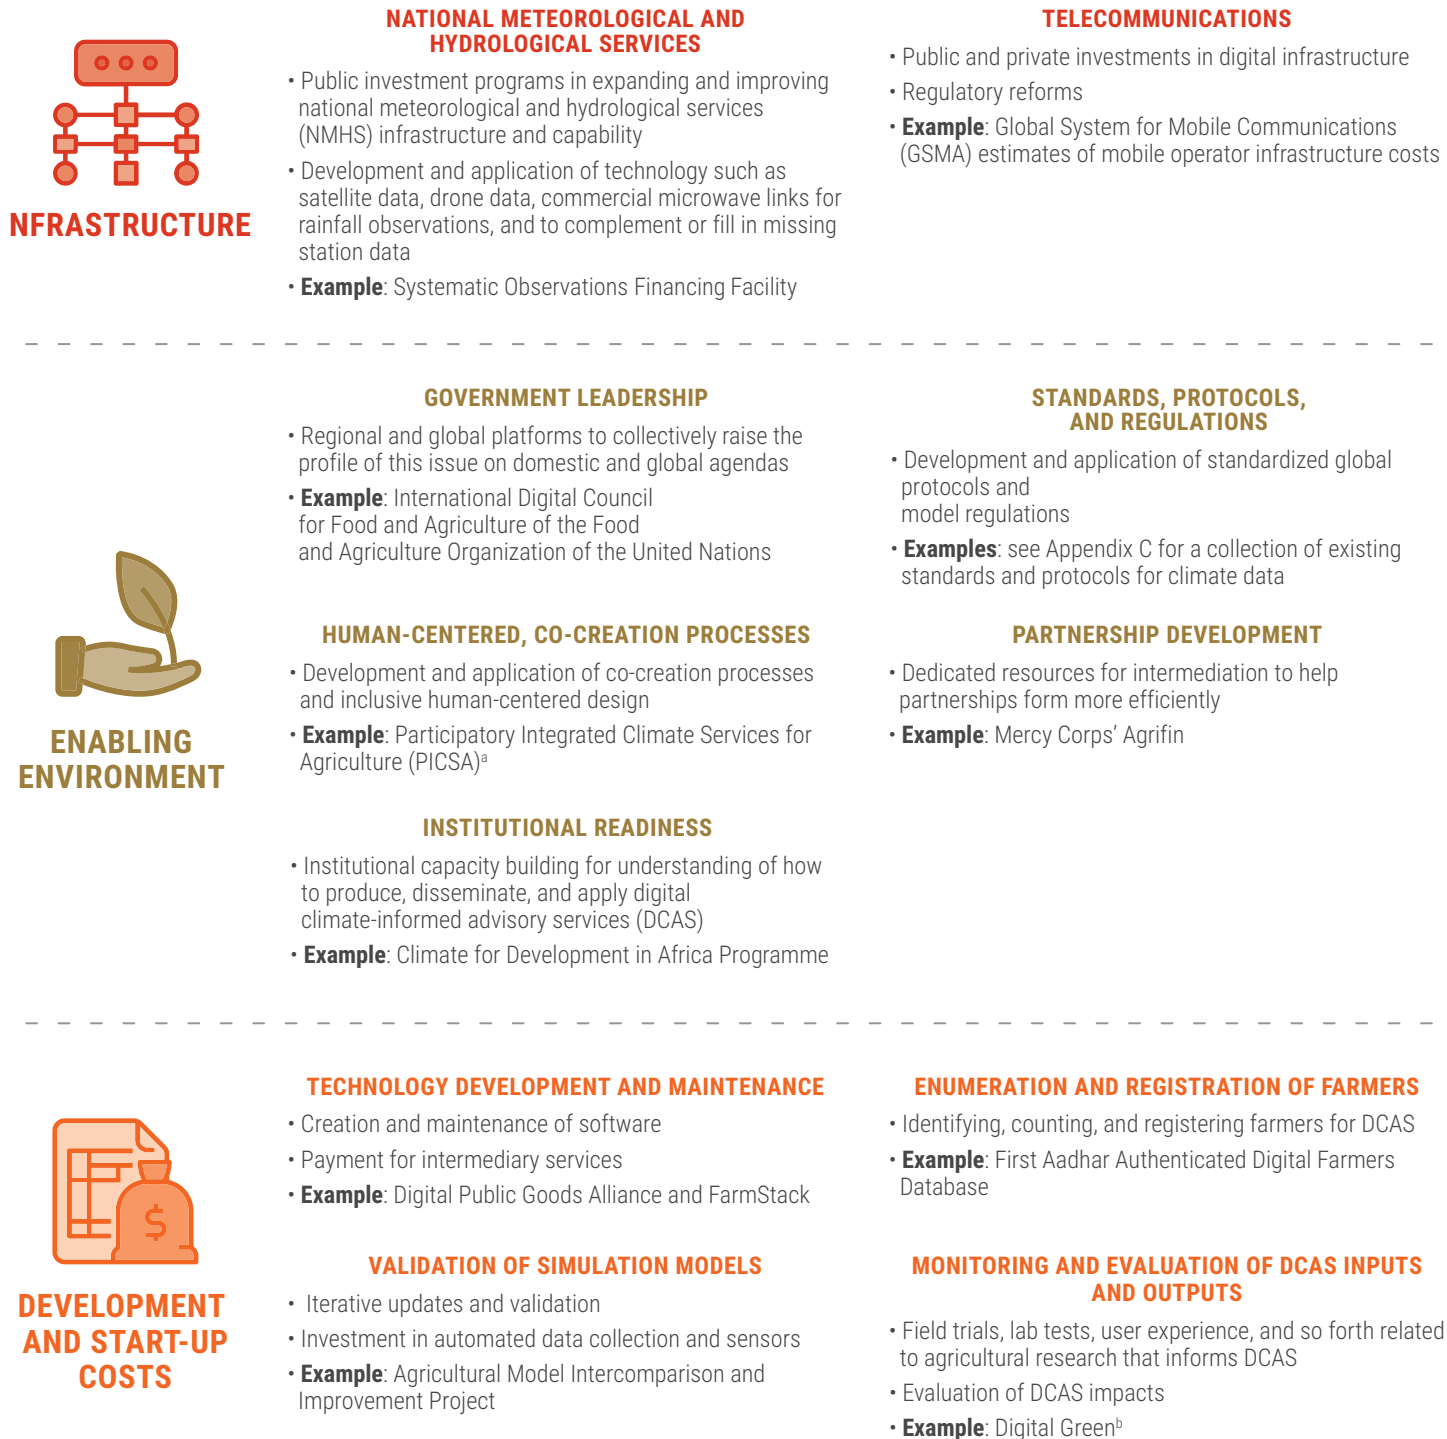 NFRASTRUCTURE
NATIONAL METEOROLOGICAL AND
HYDROLOGICAL SERVICES
• Public investment programs in expanding and improving
national meteorological and hydrological services
(NMHS) infrastructure and capability
• Development and application of technology such as
satellite data, drone data, commercial microwave links for
rainfall observations, and to complement or fill in missing
station data
• Example: Systematic Observations Financing Facility
TELECOMMUNICATIONS
• Public and private investments in digital infrastructure
• Regulatory reforms
• Example: Global System for Mobile Communications
(GSMA) estimates of mobile operator infrastructure costs
ENABLING
ENVIRONMENT
GOVERNMENT LEADERSHIP
• Regional and global platforms to collectively raise the
profile of this issue on domestic and global agendas
• Example: International Digital Council
for Food and Agriculture of the Food
and Agriculture Organization of the United Nations
STANDARDS, PROTOCOLS,
AND REGULATIONS
• Development and application of standardized global
protocols and
model regulations
• Examples: see Appendix C for a collection of existing
standards and protocols for climate data
HUMAN-CENTERED, CO-CREATION PROCESSES
• Development and application of co-creation processes
and inclusive human-centered design
• Example: Participatory Integrated Climate Services for
Agriculture (PICSA)ᵃ
PARTNERSHIP DEVELOPMENT
• Dedicated resources for intermediation to help
partnerships form more efficiently
• Example: Mercy Corps’ Agrifin
INSTITUTIONAL READINESS
• Institutional capacity building for understanding of how
to produce, disseminate, and apply digital
climate-informed advisory services (DCAS)
• Example: Climate for Development in Africa Programme
DEVELOPMENT
AND START-UP
COSTS
TECHNOLOGY DEVELOPMENT AND MAINTENANCE
• Creation and maintenance of software
• Payment for intermediary services
• Example: Digital Public Goods Alliance and FarmStack
ENUMERATION AND REGISTRATION OF FARMERS
• Identifying, counting, and registering farmers for DCAS
• Example: First Aadhar Authenticated Digital Farmers
Database
VALIDATION OF SIMULATION MODELS
• Iterative updates and validation
• Investment in automated data collection and sensors
• Example: Agricultural Model Intercomparison and
Improvement Project
MONITORING AND EVALUATION OF DCAS INPUTS
AND OUTPUTS
• Field trials, lab tests, user experience, and so forth related
to agricultural research that informs DCAS
• Evaluation of DCAS impacts
• Example: Digital Greenᵇ